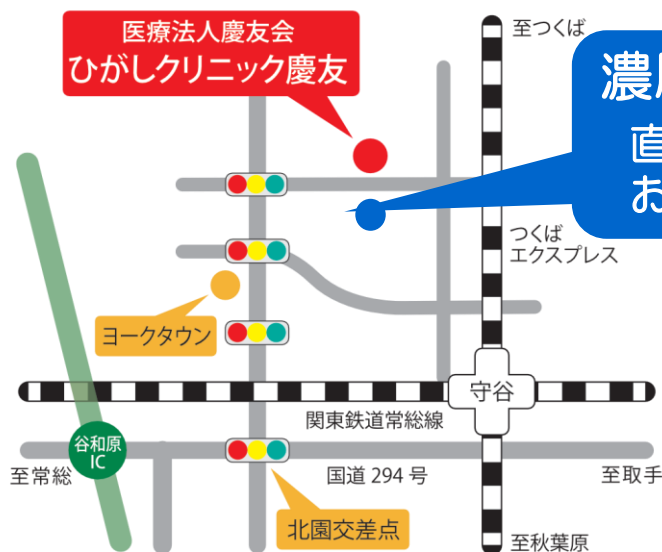 医療法人慶友会
ひがしクリニック慶友
至つくば
直
お
つくば
エクスプレス
ヨークタウン
守谷
関東鉄道常総線
谷和原
IC
至常総
国道 294 号
至取手
北園交差点
至秋葉原